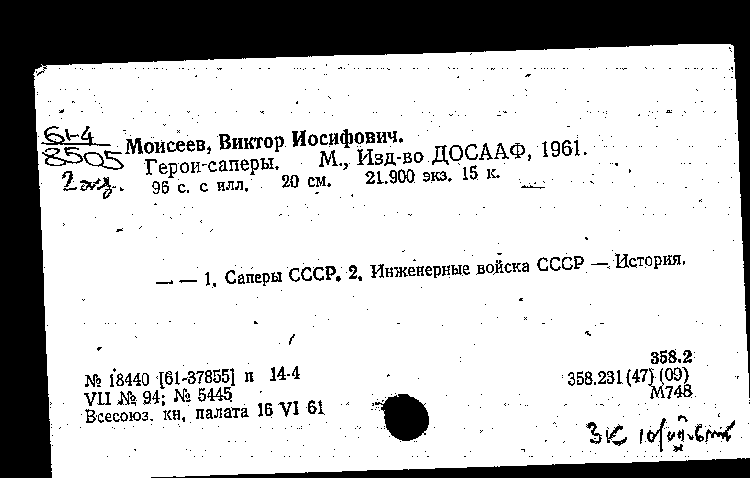 61-4
8505
2 экз.
Моисеев, Виктор Иосифович.
Герои-саперы. М., Изд-во ДОСААФ, 1961.
96 с. с илл. 20 см. 21.900 экз. 15 к.
— — 1. Саперы СССР. 2. Инженерные войска СССР — История.
№ 18440 [61-37855] п 14-4
VII № 94; № 5445
Всесоюз. кн. палата 16 VI 61
358.2
358.231(47)(09)
М748
ЗК